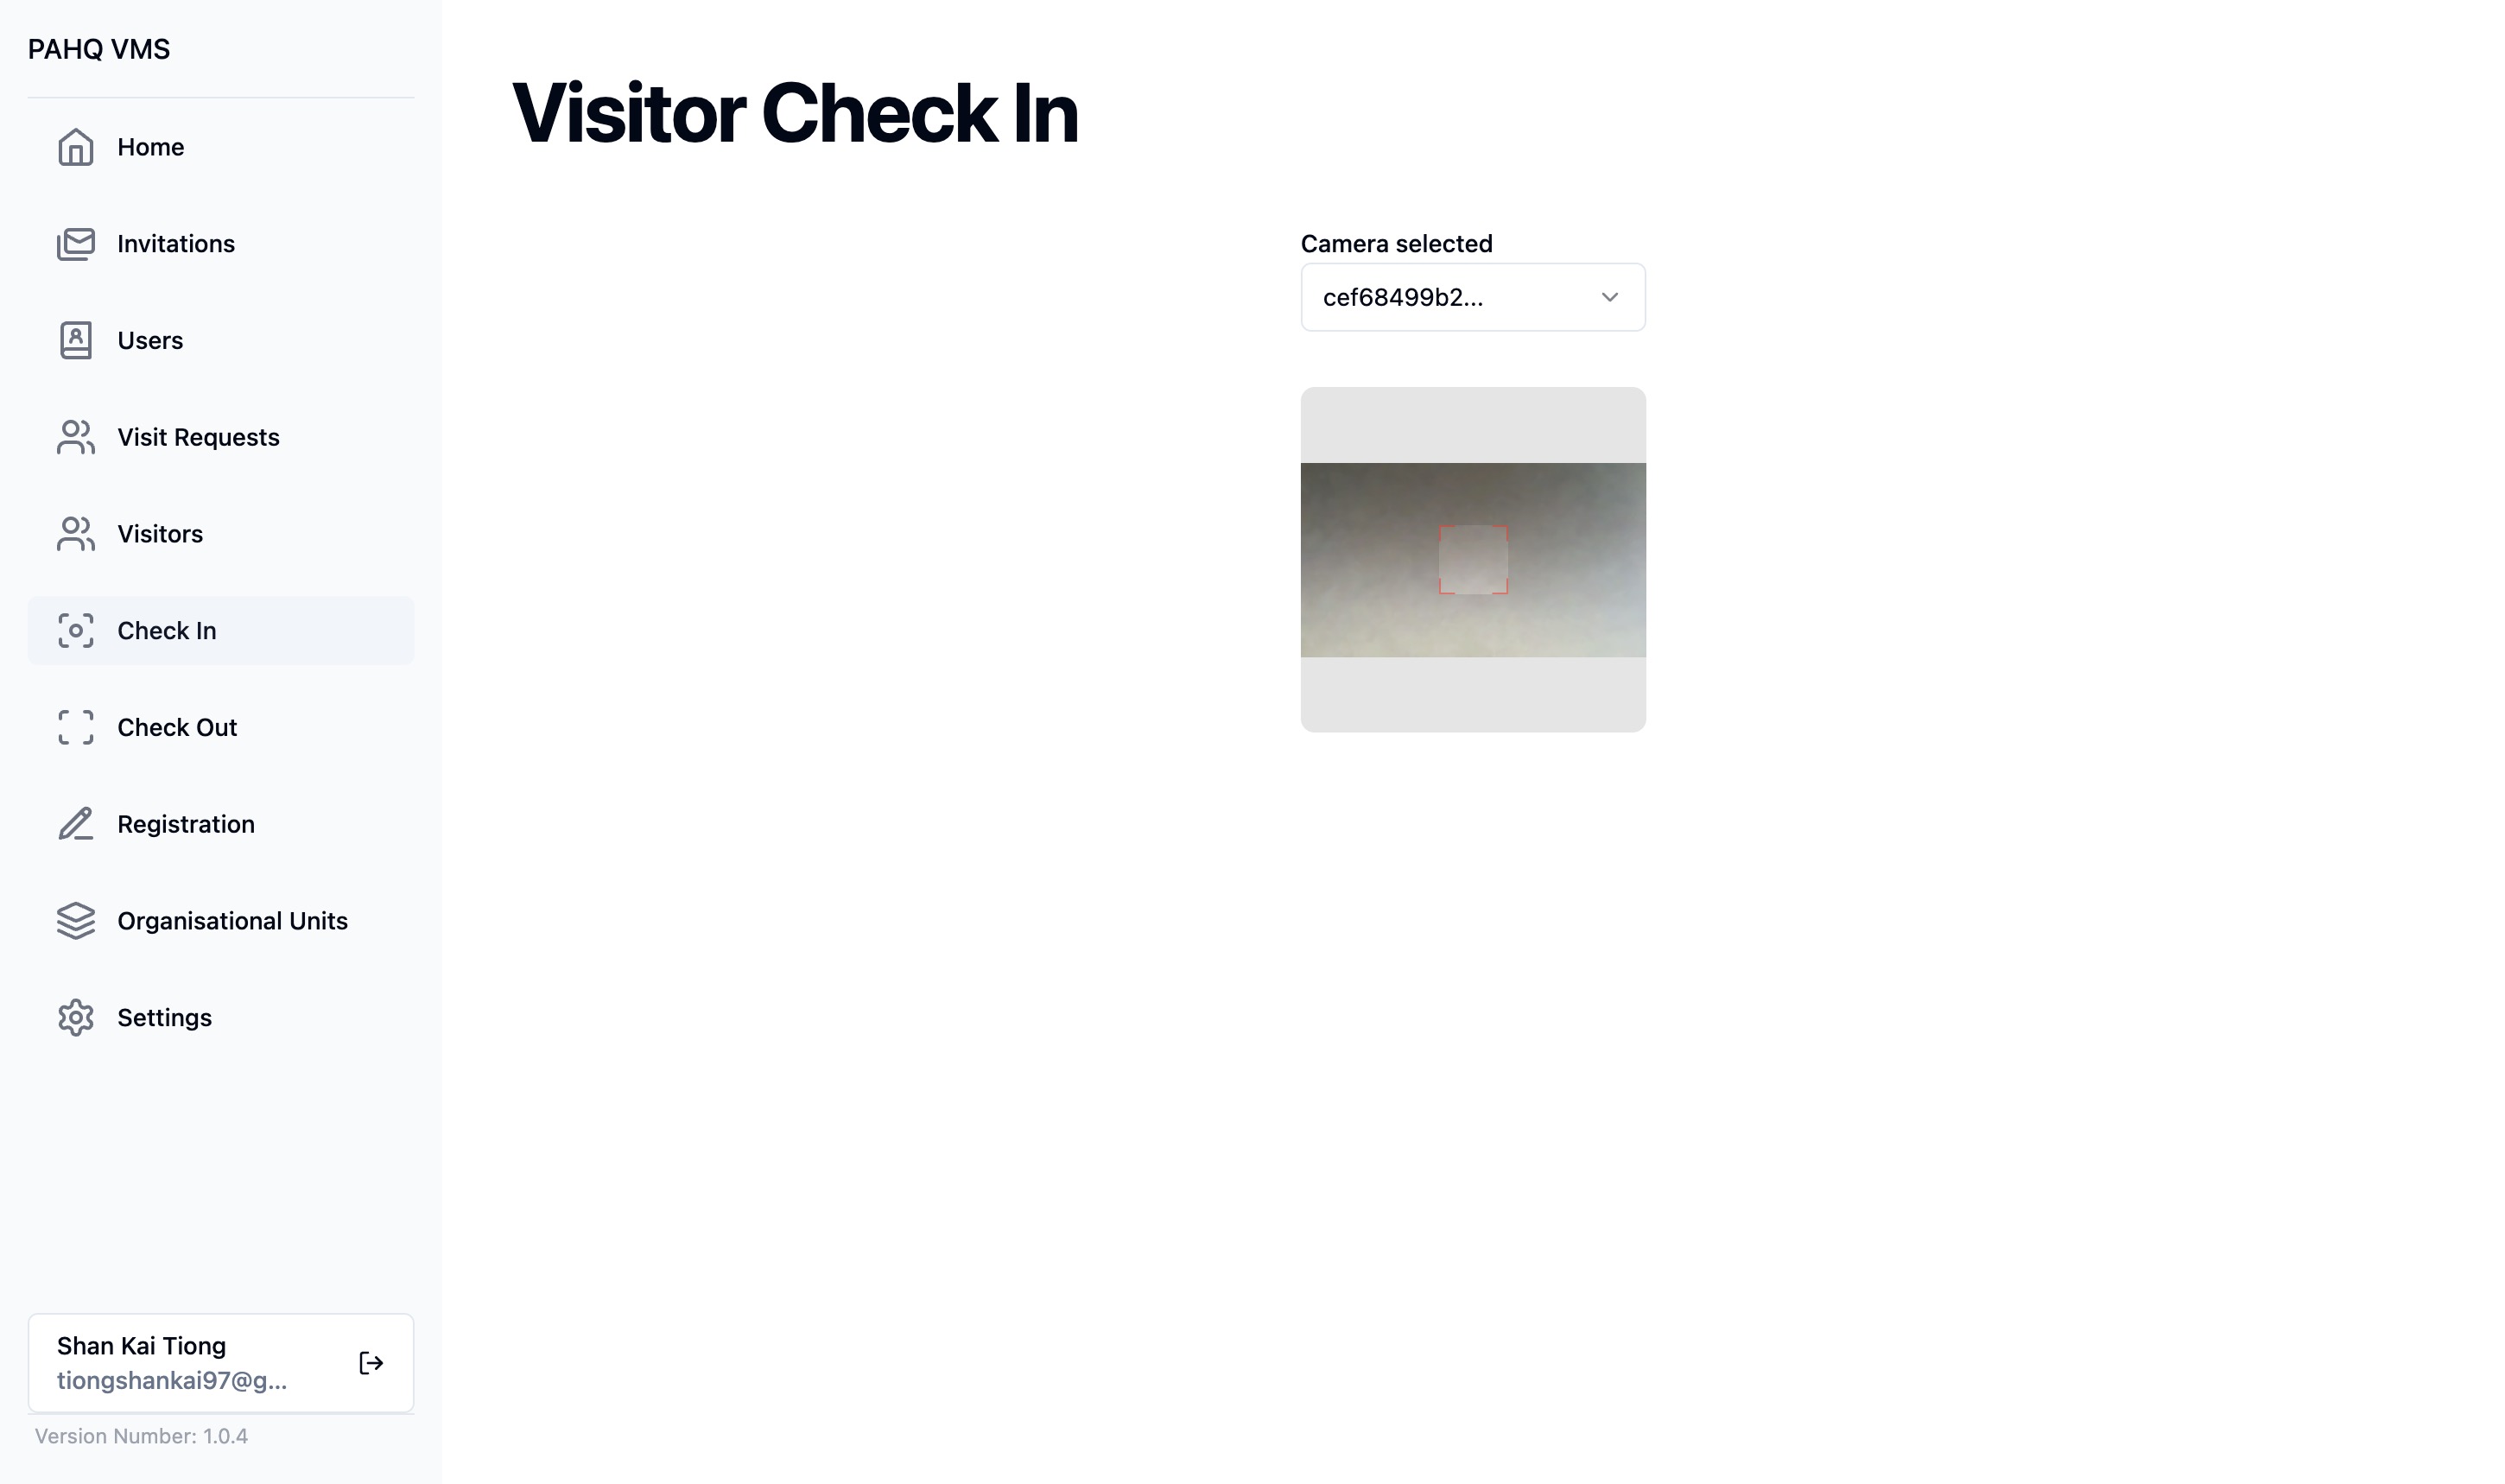 PAHQ VMS
Home
Invitations
Users
Visit Requests
Visitors
Check In
Check Out
Registration
Organisational Units
Settings
Shan Kai Tiong
tiongshankai97@g...
Version Number: 1.0.4
Visitor Check In
Camera selected
cef68499b2...